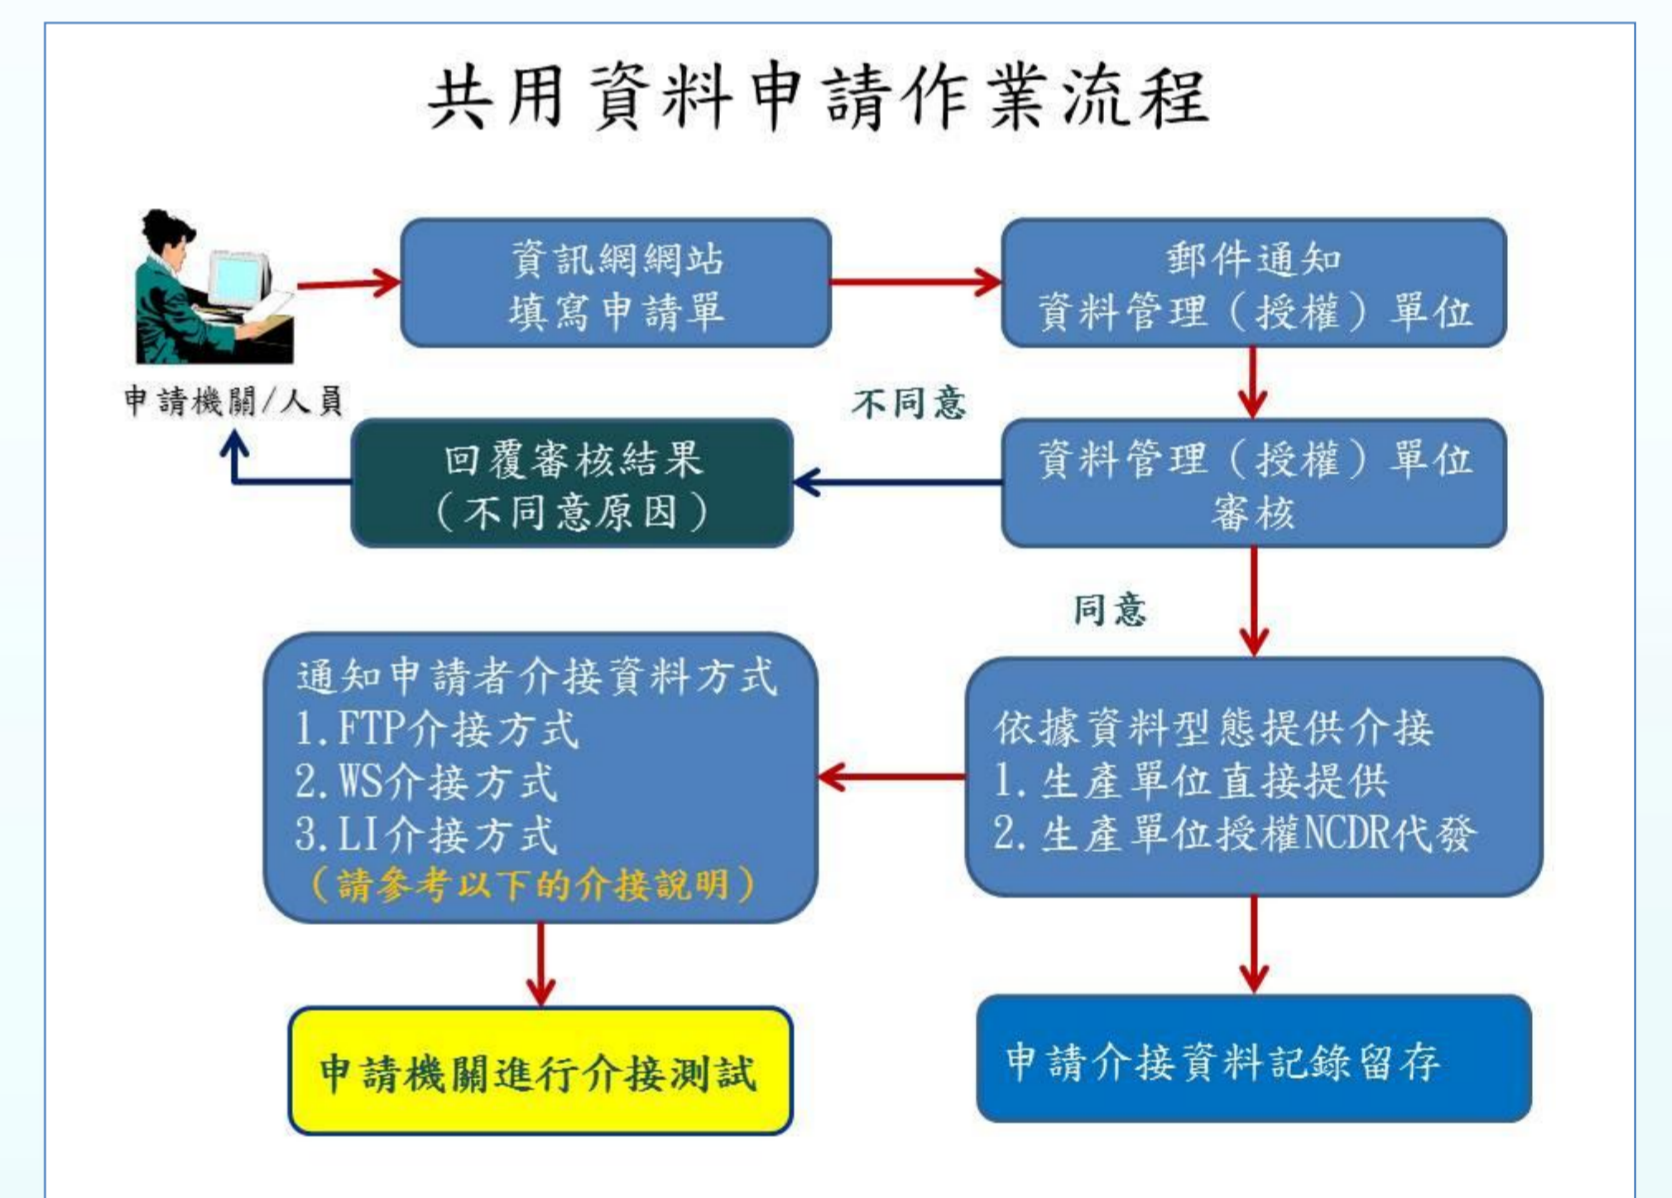 共用資料申請作業流程
資訊網網站
填寫申請單
郵件通知
資料管理（授權）單位
申請機關/人員
不同意
回覆審核結果
（不同意原因）
資料管理（授權）單位
審核
同意
通知申請者介接資料方式
1.FTP介接方式
2.WS介接方式
3.LI介接方式
（請參考以下的介接說明）
依據資料型態提供介接
1.生產單位直接提供
2.生產單位授權NCDR代發
申請機關進行介接測試
申請介接資料記錄留存